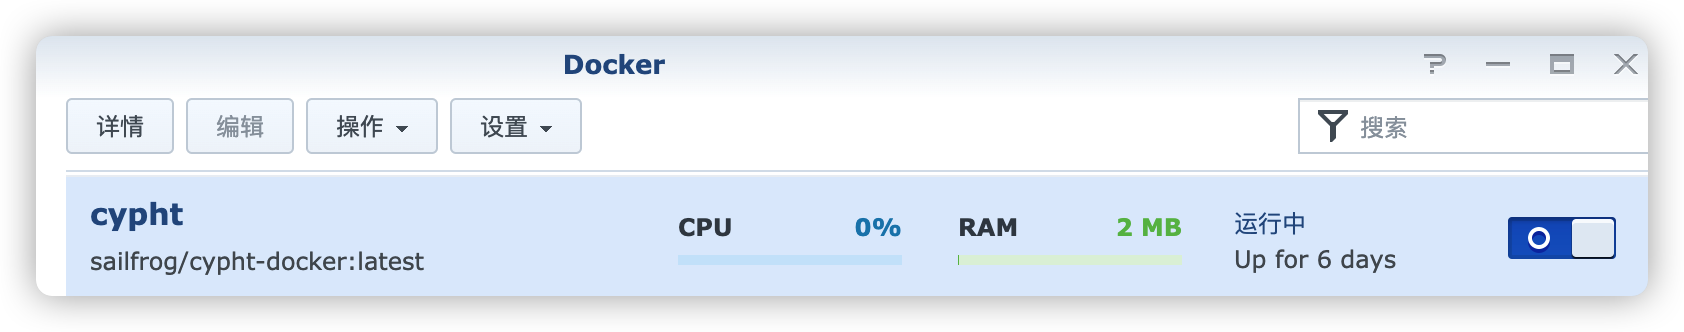 Docker
详情 编辑 操作 设置 搜索
cypht
sailfrog/cypht-docker:latest
CPU 0%
RAM 2 MB
运行中
Up for 6 days